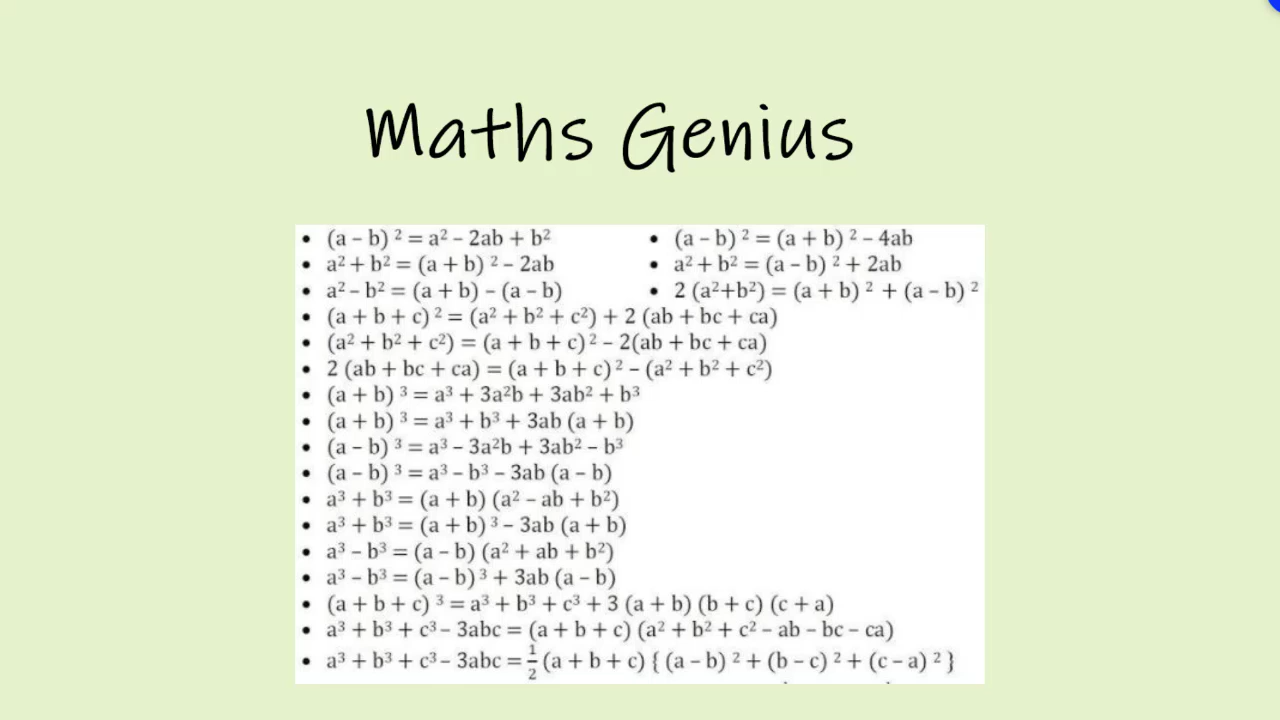 Maths Genius
• (a – b) ² = a² – 2ab + b²
• (a – b) ² = (a + b) ² – 4ab
• a² + b² = (a + b) ² – 2ab
• a² + b² = (a – b) ² + 2ab
• a² – b² = (a + b) – (a – b)
• 2 (a²+b²) = (a + b) ² + (a – b) ²
• (a + b + c) ² = (a² + b² + c²) + 2 (ab + bc + ca)
• (a² + b² + c²) = (a + b + c) ² – 2(ab + bc + ca)
• 2 (ab + bc + ca) = (a + b + c) ² – (a² + b² + c²)
• (a + b) ³ = a³ + 3a²b + 3ab² + b³
• (a + b) ³ = a³ + b³ + 3ab (a + b)
• (a – b) ³ = a³ – 3a²b + 3ab² – b³
• (a – b) ³ = a³ – b³ – 3ab (a – b)
• a³ + b³ = (a + b) (a² – ab + b²)
• a³ + b³ = (a + b) ³ – 3ab (a + b)
• a³ – b³ = (a – b) (a² + ab + b²)
• a³ – b³ = (a – b) ³ + 3ab (a – b)
• (a + b + c) ³ = a³ + b³ + c³ + 3 (a + b) (b + c) (c + a)
• a³ + b³ + c³ – 3abc = (a + b + c) (a² + b² + c² – ab – bc – ca)
• a³ + b³ + c³ – 3abc = ½ (a + b + c) { (a – b) ² + (b – c) ² + (c – a) ² }